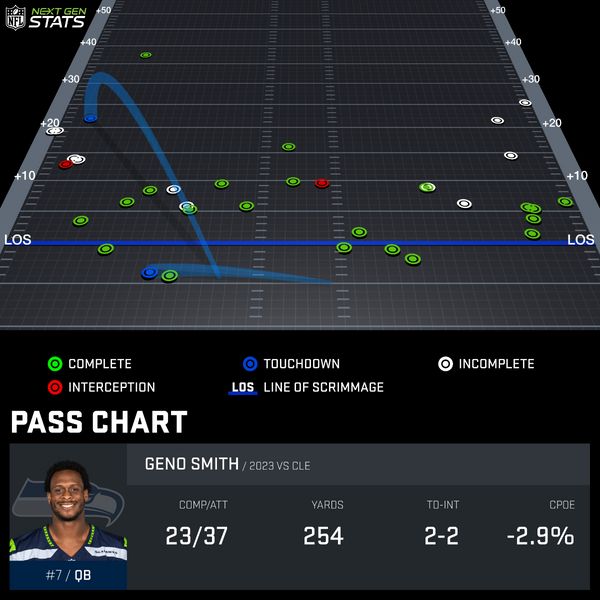 NFL NEXT GEN STATS
+50 +50
+40 +40
+30 +30
+20 +20
+10 +10
LOS LOS
COMPLETE TOUCHDOWN INCOMPLETE
INTERCEPTION LOS LINE OF SCRIMMAGE
PASS CHART
GENO SMITH / 2023 VS CLE
COMP/ATT YARDS TD-INT CPOE
23/37 254 2-2 -2.9%
#7 / QB